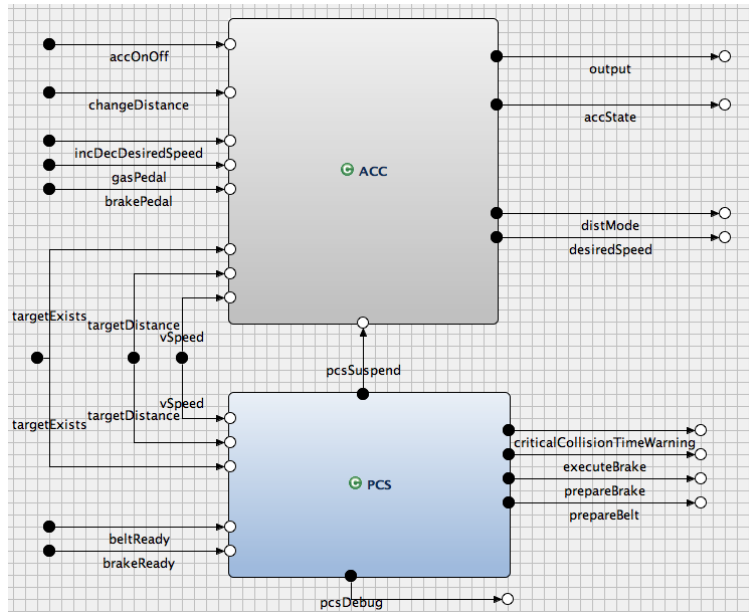 accOnOff
output
changeDistance
accState
incDecDesiredSpeed
gasPedal
C ACC
brakePedal
distMode
desiredSpeed
targetExists
targetDistance
vSpeed
pcsSuspend
vSpeed
targetDistance
targetExists
criticalCollisionTimeWarning
executeBrake
C PCS
prepareBrake
prepareBelt
beltReady
brakeReady
pcsDebug